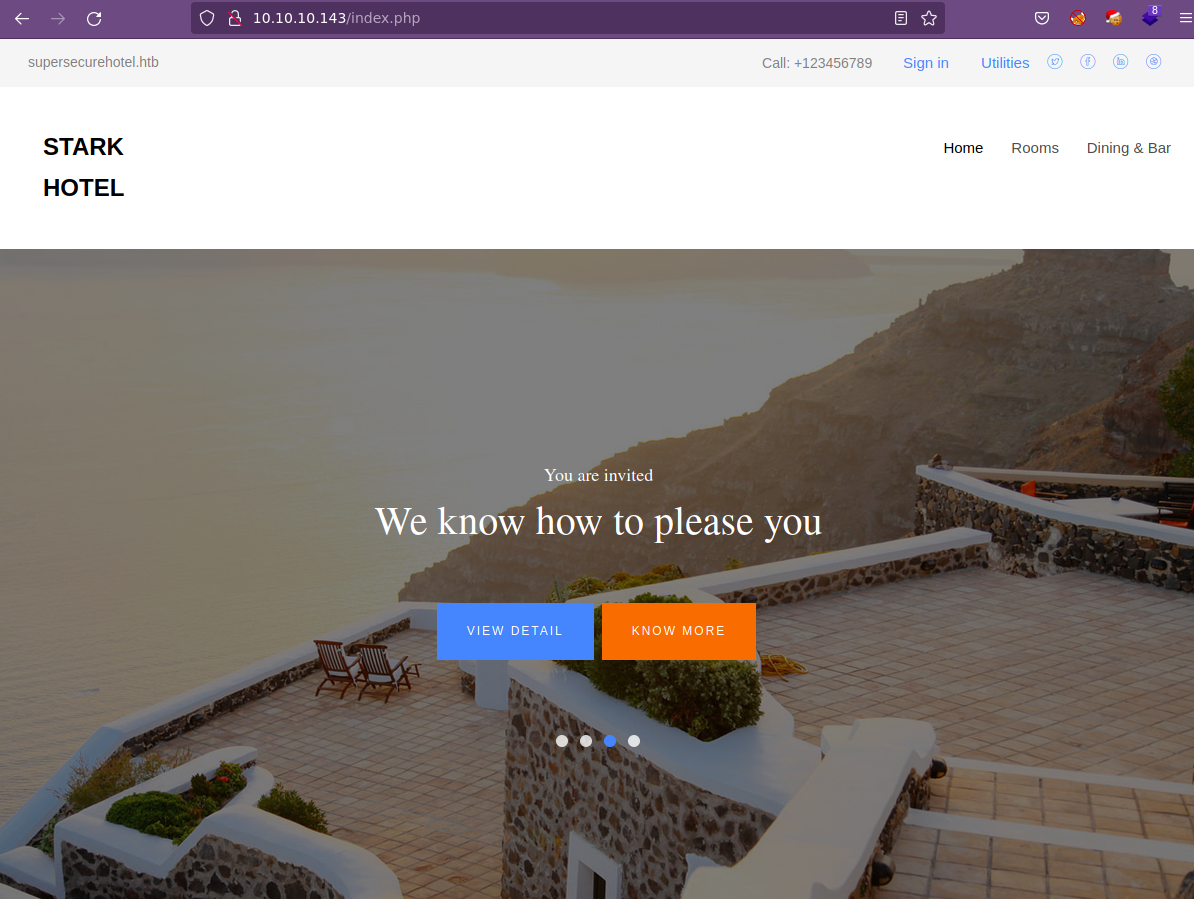 10.10.10.143/index.php
8
supersecurehotel.htb
Call: +123456789 Sign in Utilities
STARK
HOTEL
Home Rooms Dining & Bar
You are invited
We know how to please you
VIEW DETAIL KNOW MORE